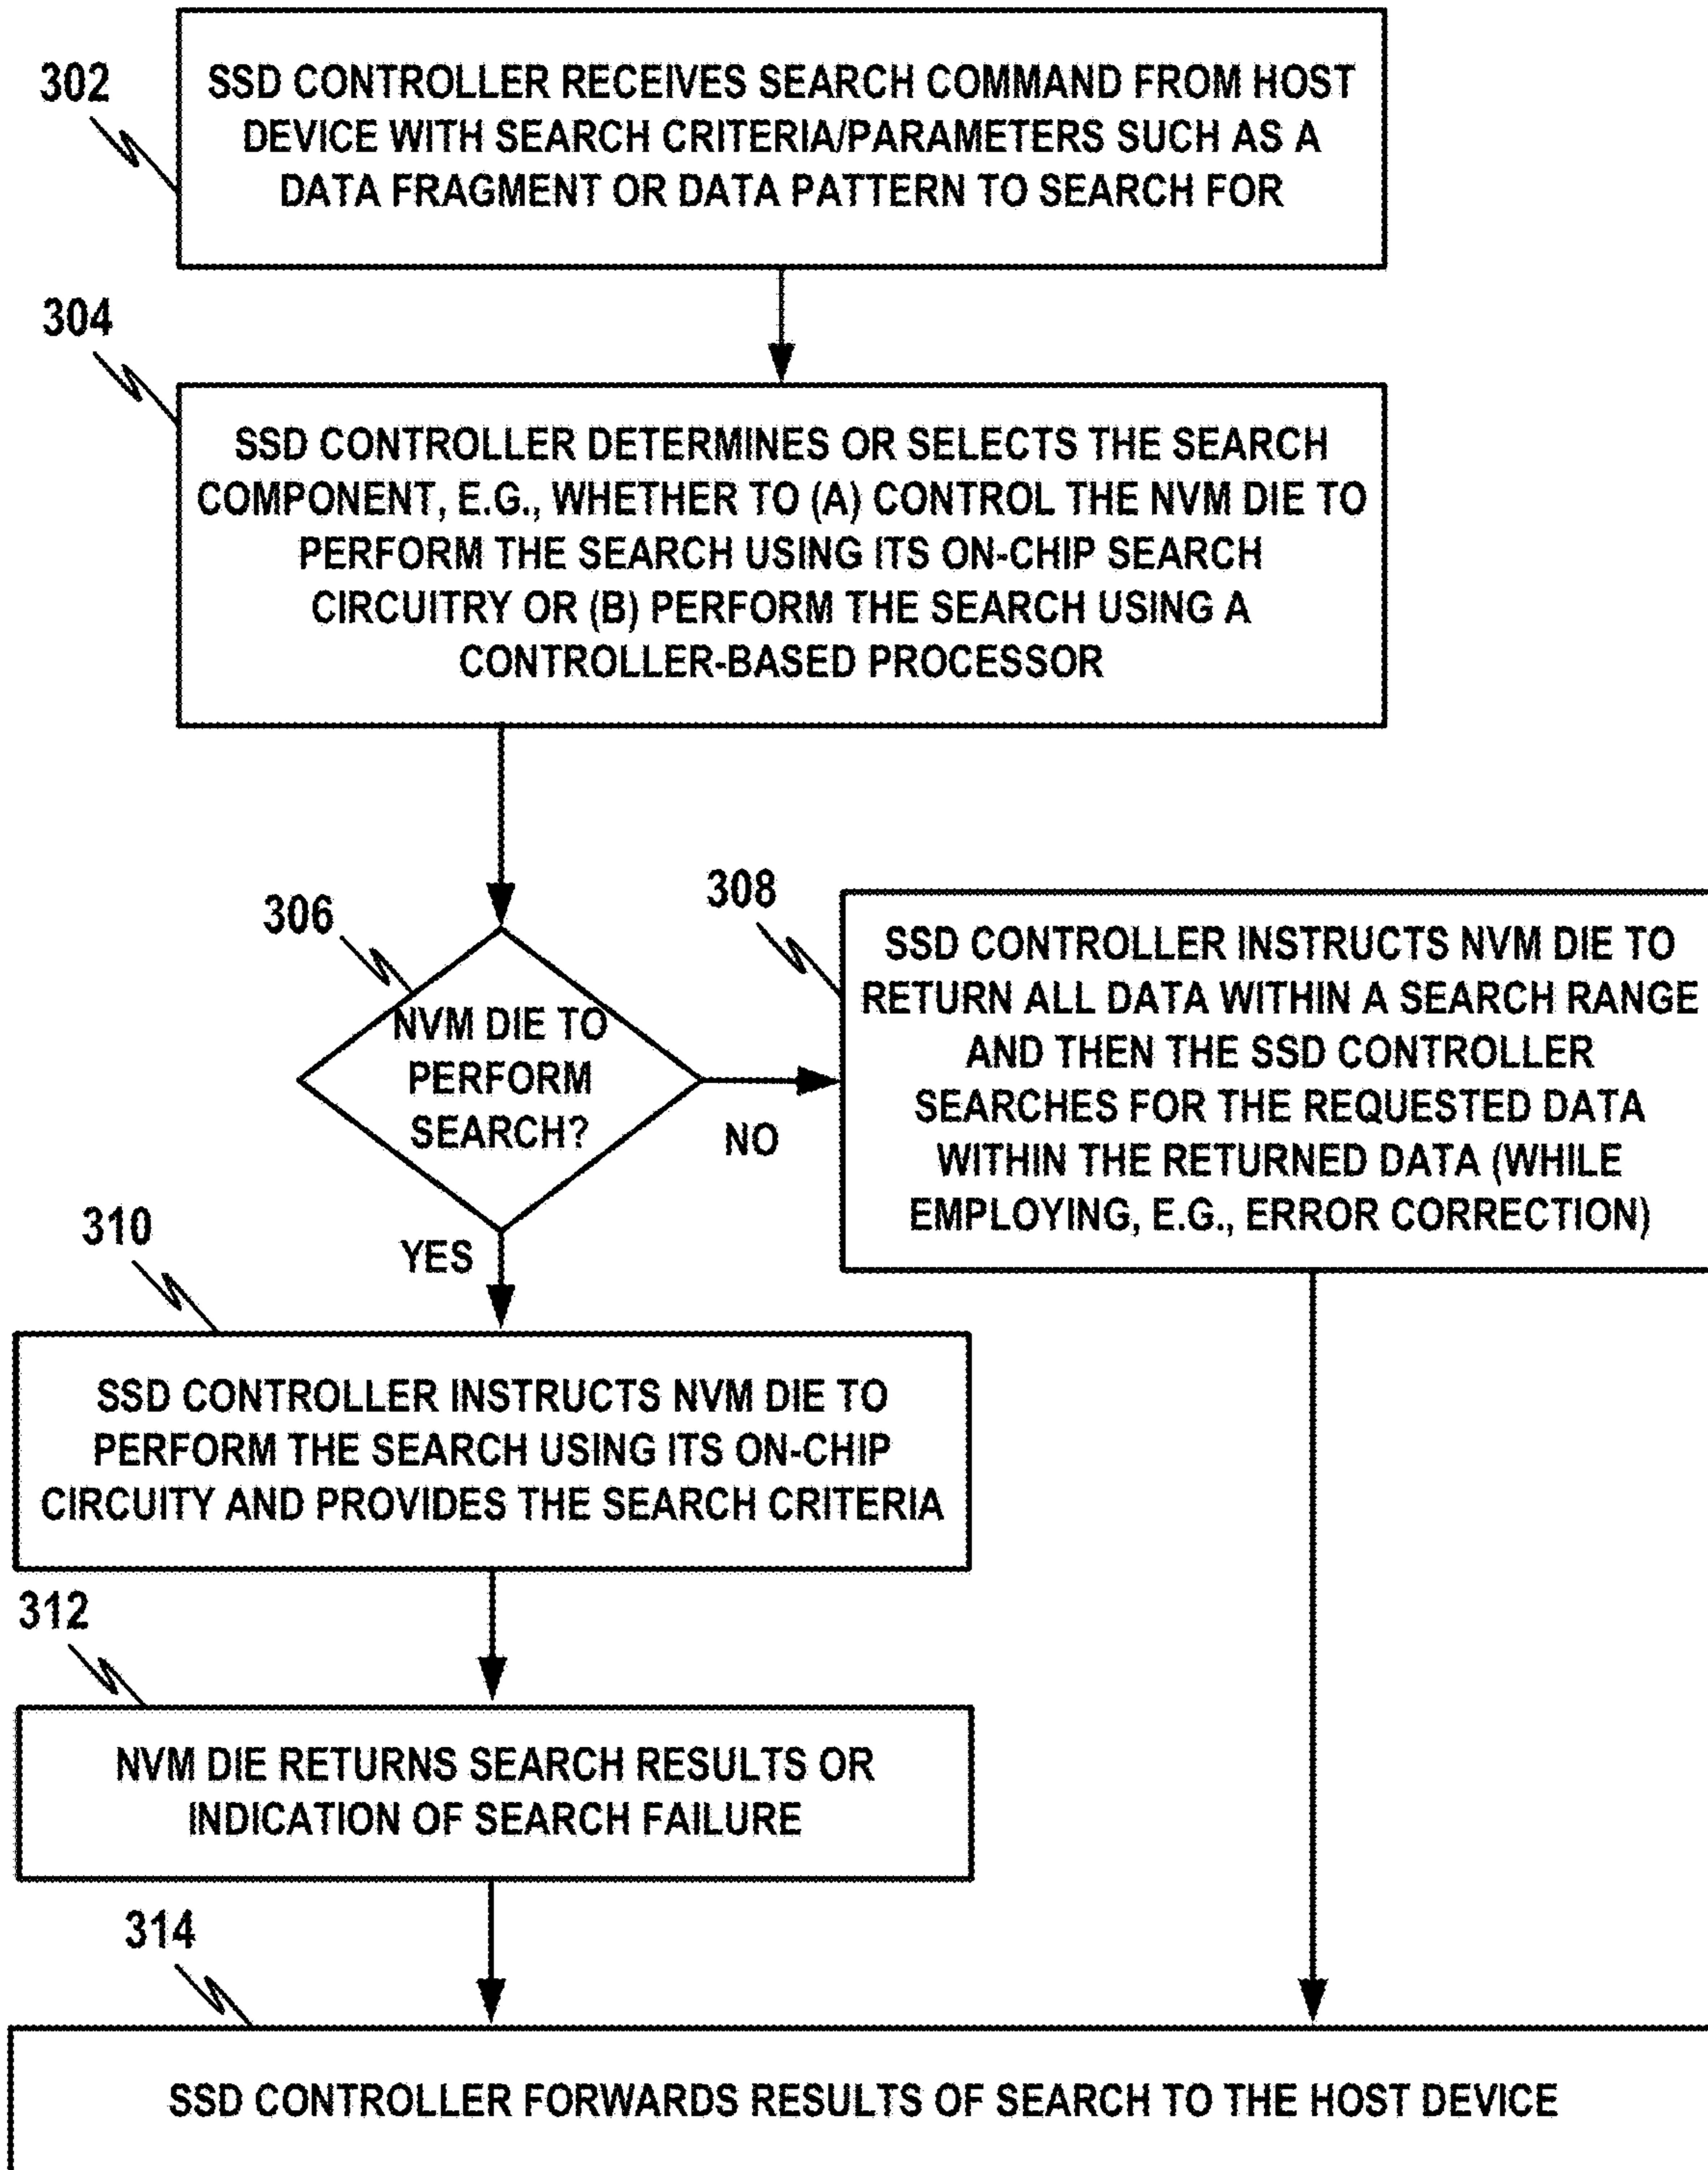 302
SSD CONTROLLER RECEIVES SEARCH COMMAND FROM HOST
DEVICE WITH SEARCH CRITERIA/PARAMETERS SUCH AS A
DATA FRAGMENT OR DATA PATTERN TO SEARCH FOR
304
SSD CONTROLLER DETERMINES OR SELECTS THE SEARCH
COMPONENT, E.G., WHETHER TO (A) CONTROL THE NVM DIE TO
PERFORM THE SEARCH USING ITS ON-CHIP SEARCH
CIRCUITRY OR (B) PERFORM THE SEARCH USING A
CONTROLLER-BASED PROCESSOR
306
NVM DIE TO
PERFORM
SEARCH?
NO
YES
308
SSD CONTROLLER INSTRUCTS NVM DIE TO
RETURN ALL DATA WITHIN A SEARCH RANGE
AND THEN THE SSD CONTROLLER
SEARCHES FOR THE REQUESTED DATA
WITHIN THE RETURNED DATA (WHILE
EMPLOYING, E.G., ERROR CORRECTION)
310
SSD CONTROLLER INSTRUCTS NVM DIE TO
PERFORM THE SEARCH USING ITS ON-CHIP
CIRCUITY AND PROVIDES THE SEARCH CRITERIA
312
NVM DIE RETURNS SEARCH RESULTS OR
INDICATION OF SEARCH FAILURE
314
SSD CONTROLLER FORWARDS RESULTS OF SEARCH TO THE HOST DEVICE